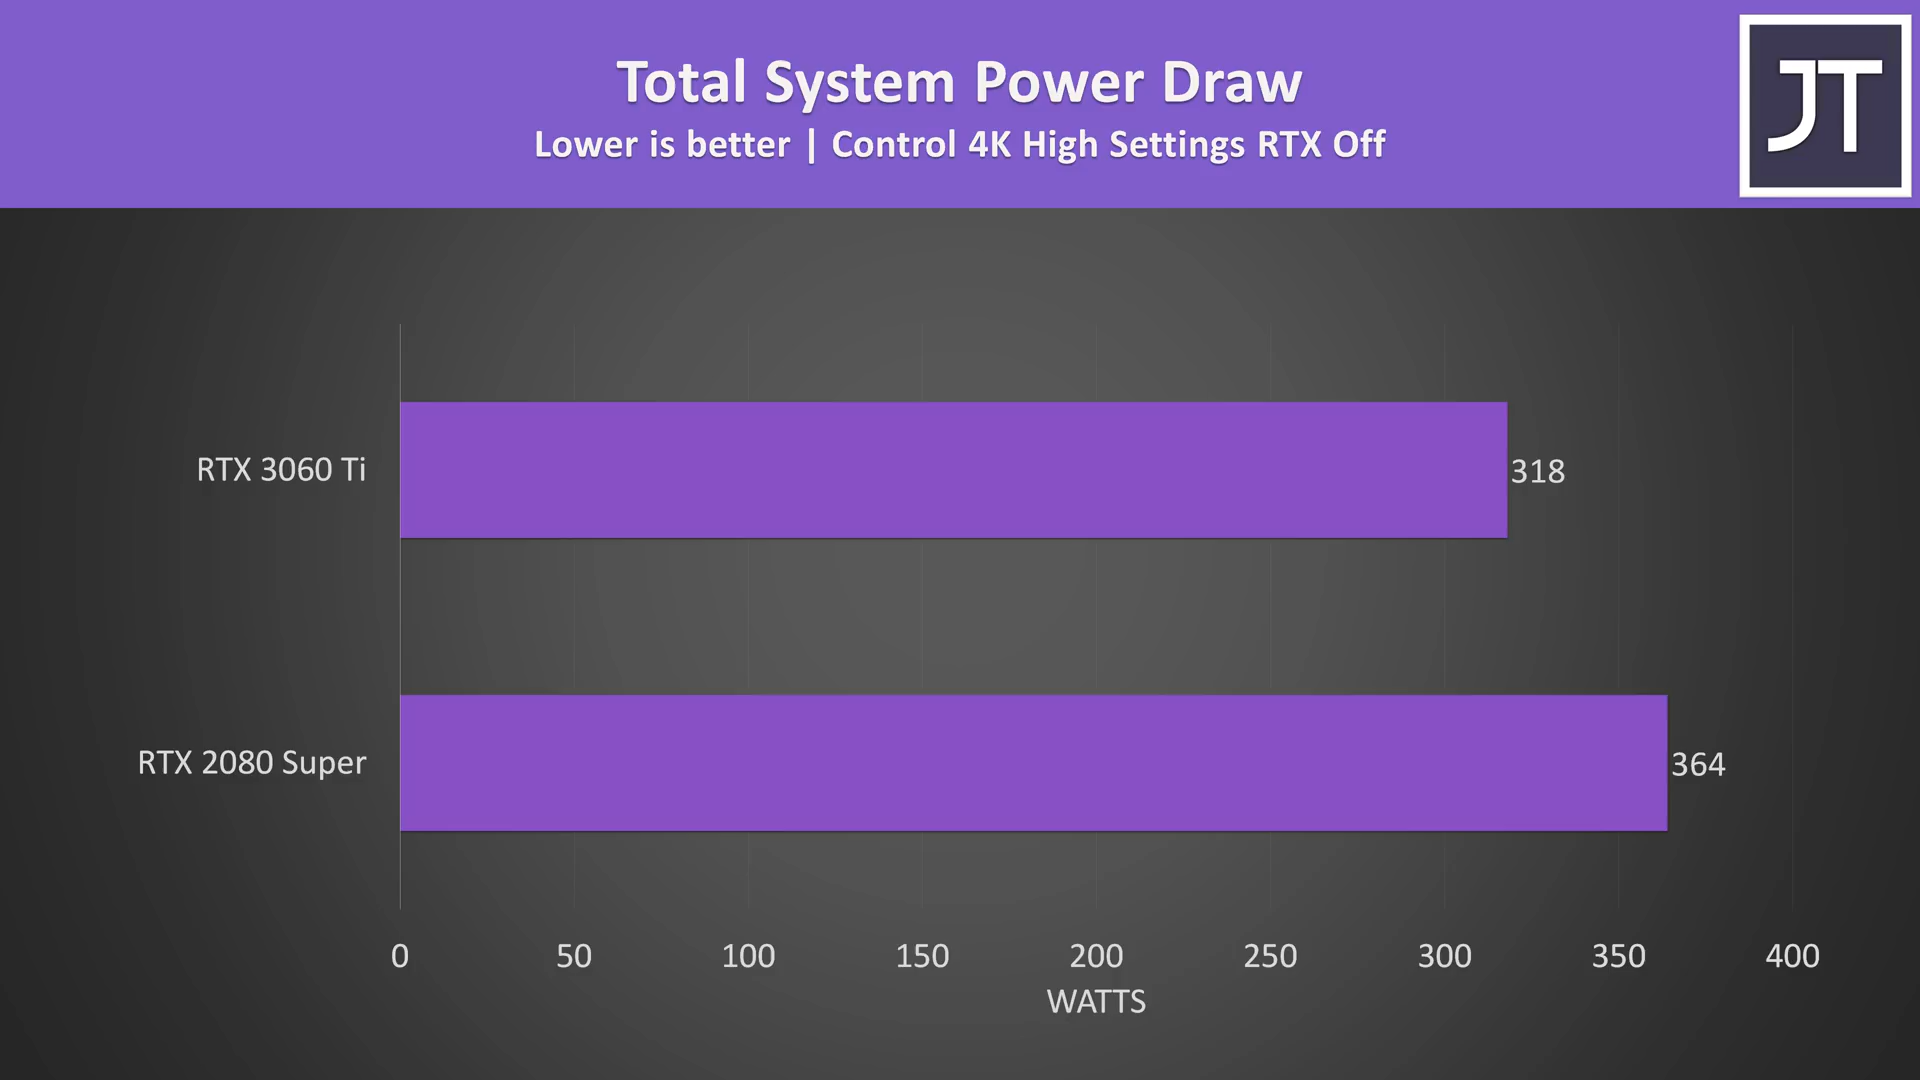 Total System Power Draw
Lower is better | Control 4K High Settings RTX Off
JT
RTX 3060 Ti
318
RTX 2080 Super
364
0 50 100 150 200 250 300 350 400
WATTS